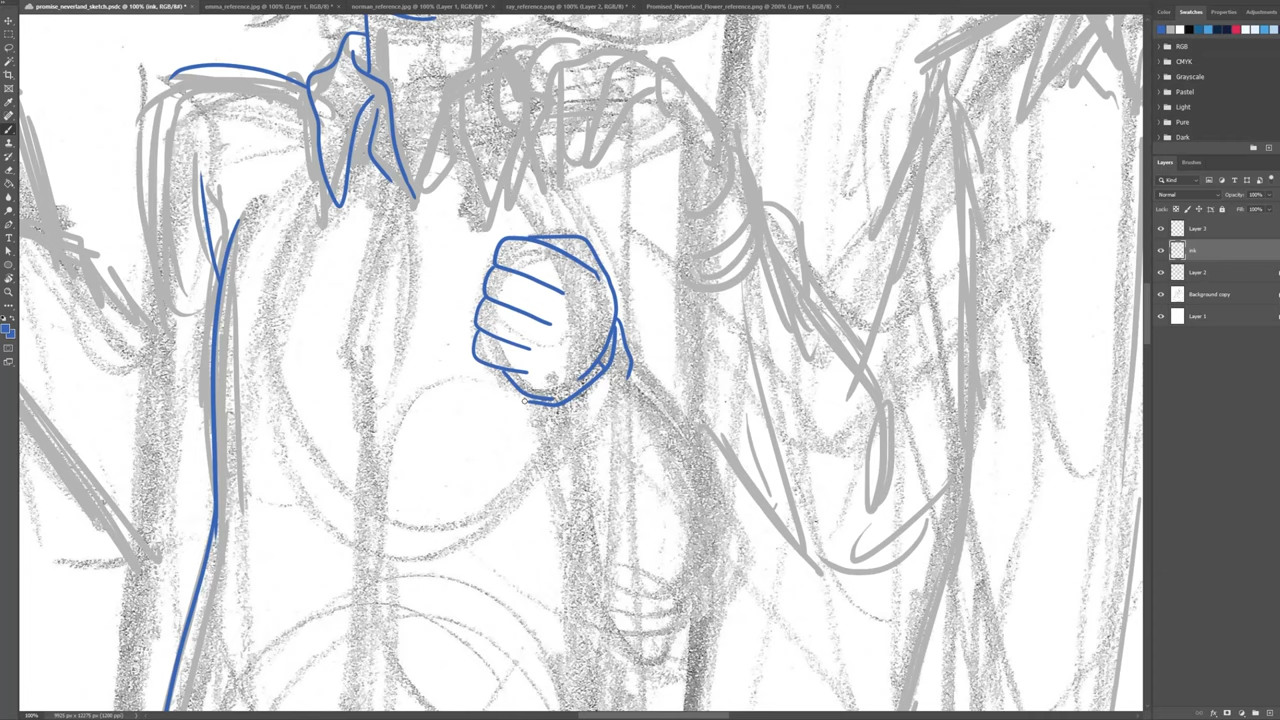 promise_neverland_sketch.psdc @ 100% (ink, RGB/8#) *
emma_reference.jpg @ 100% (Layer 1, RGB/8) *
norman_reference.jpg @ 100% (Layer 1, RGB/8#) *
ray_reference.png @ 100% (Layer 2, RGB/8) *
Promised_Neverland_Flower_reference.png @ 200% (Layer 1, RGB/8)
Color
Swatches
Properties
Adjustments
RGB
CMYK
Grayscale
Pastel
Light
Pure
Dark
Layers
Brushes
Kind
Normal
Opacity: 100%
Lock:
Fill: 100%
Layer 3
ink
Layer 2
Background copy
Layer 1
100%
9925 px x 12275 px (1200 ppi)